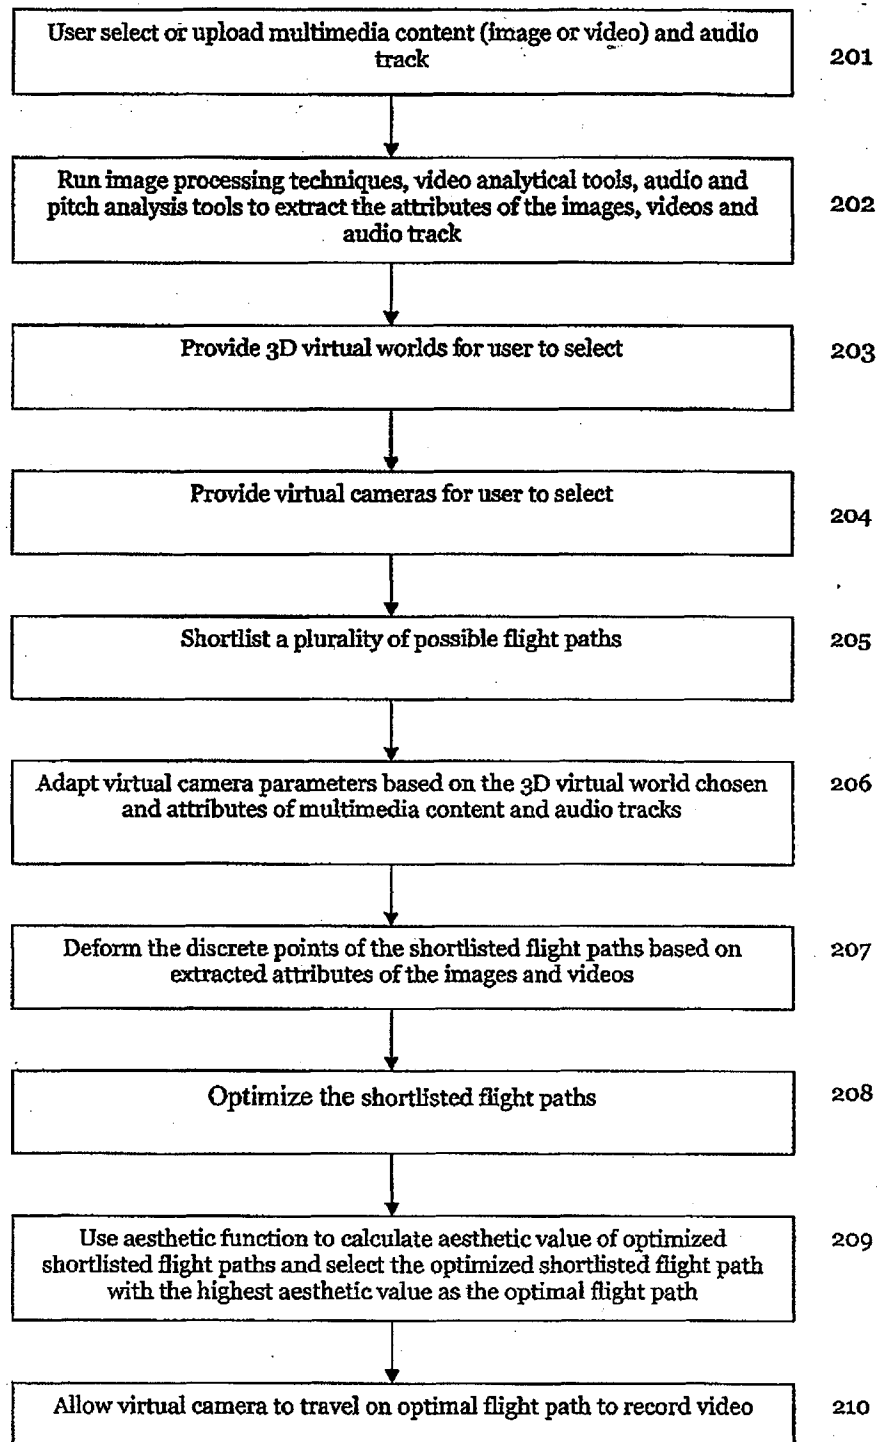 User select or upload multimedia content (image or video) and audio
track
201
Run image processing techniques, video analytical tools, audio and
pitch analysis tools to extract the attributes of the images, videos and
audio track
202
Provide 3D virtual worlds for user to select
203
Provide virtual cameras for user to select
204
Shortlist a plurality of possible flight paths
205
Adapt virtual camera parameters based on the 3D virtual world chosen
and attributes of multimedia content and audio tracks
206
Deform the discrete points of the shortlisted flight paths based on
extracted attributes of the images and videos
207
Optimize the shortlisted flight paths
208
Use aesthetic function to calculate aesthetic value of optimized
shortlisted flight paths and select the optimized shortlisted flight path
with the highest aesthetic value as the optimal flight path
209
Allow virtual camera to travel on optimal flight path to record video
210